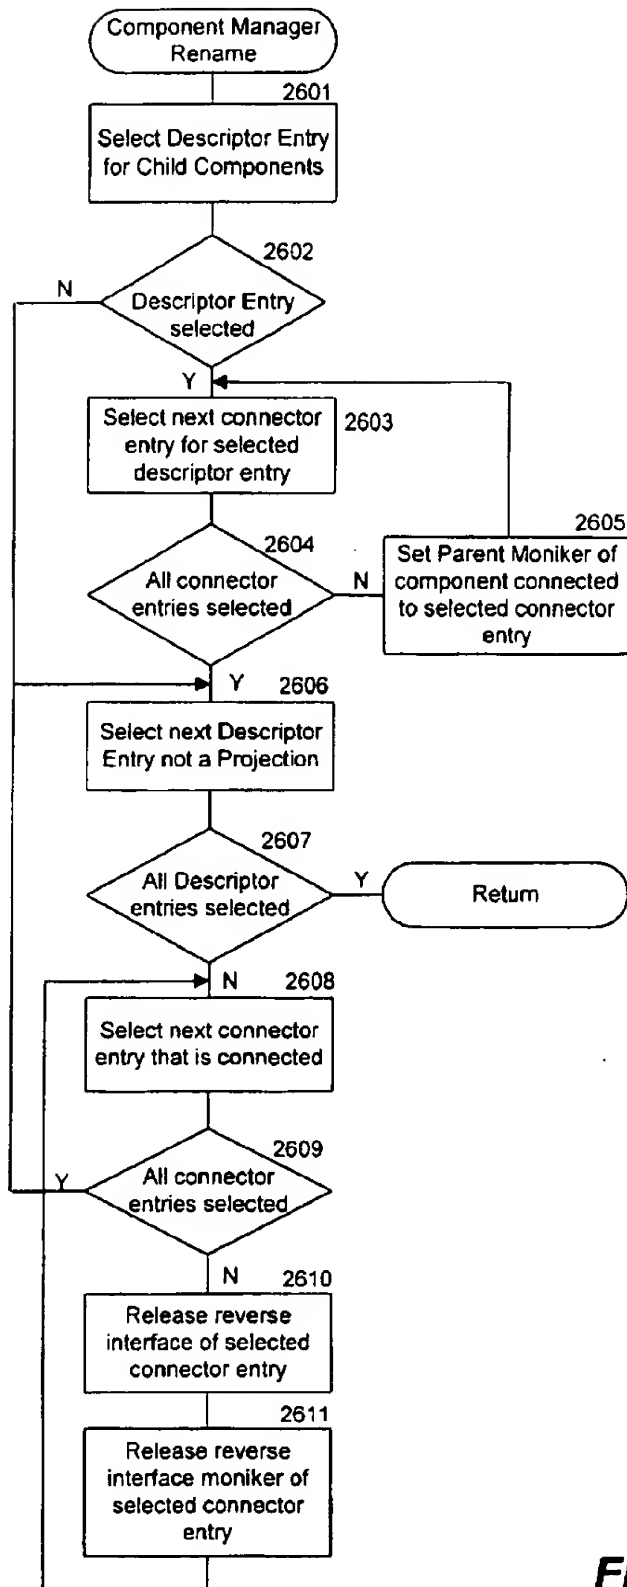 Component Manager
Rename
2601
Select Descriptor Entry
for Child Components
2602
N
Descriptor Entry
selected
Y
Select next connector
entry for selected
descriptor entry
2603
2604
All connector
entries selected
N
2605
Set Parent Moniker of
component connected
to selected connector
entry
Y
2606
Select next Descriptor
Entry not a Projection
2607
All Descriptor
entries selected
Y
Return
N
2608
Select next connector
entry that is connected
2609
Y
All connector
entries selected
N
2610
Release reverse
interface of selected
connector entry
2611
Release reverse
interface moniker of
selected connector
entry